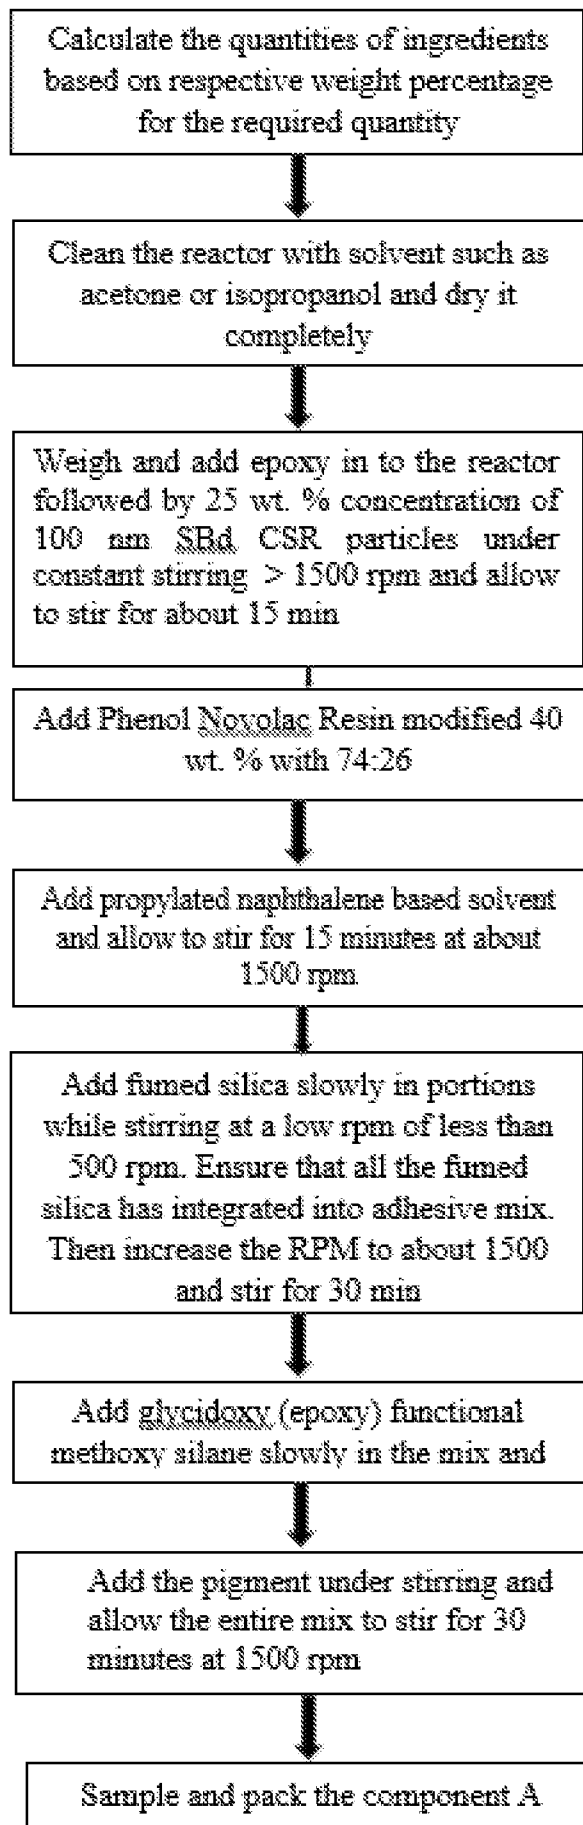 Calculate the quantities of ingredients
based on respective weight percentage
for the required quantity
Clean the reactor with solvent such as
acetone or isopropanol and dry it
completely
Weigh and add epoxy in to the reactor
followed by 25 wt. % concentration of
100 nm SBd CSR particles under
constant stirring > 1500 rpm and allow
to stir for about 15 min
Add Phenol Novolac Resin modified 40
wt. % with 74:26
Add propylated naphthalene based solvent
and allow to stir for 15 minutes at about
1500 rpm
Add fumed silica slowly in portions
while stirring at a low rpm of less than
500 rpm. Ensure that all the fumed
silica has integrated into adhesive mix.
Then increase the RPM to about 1500
and stir for 30 min
Add glycidoxy (epoxy) functional
methoxy silane slowly in the mix and
Add the pigment under stirring and
allow the entire mix to stir for 30
minutes at 1500 rpm
Sample and pack the component A